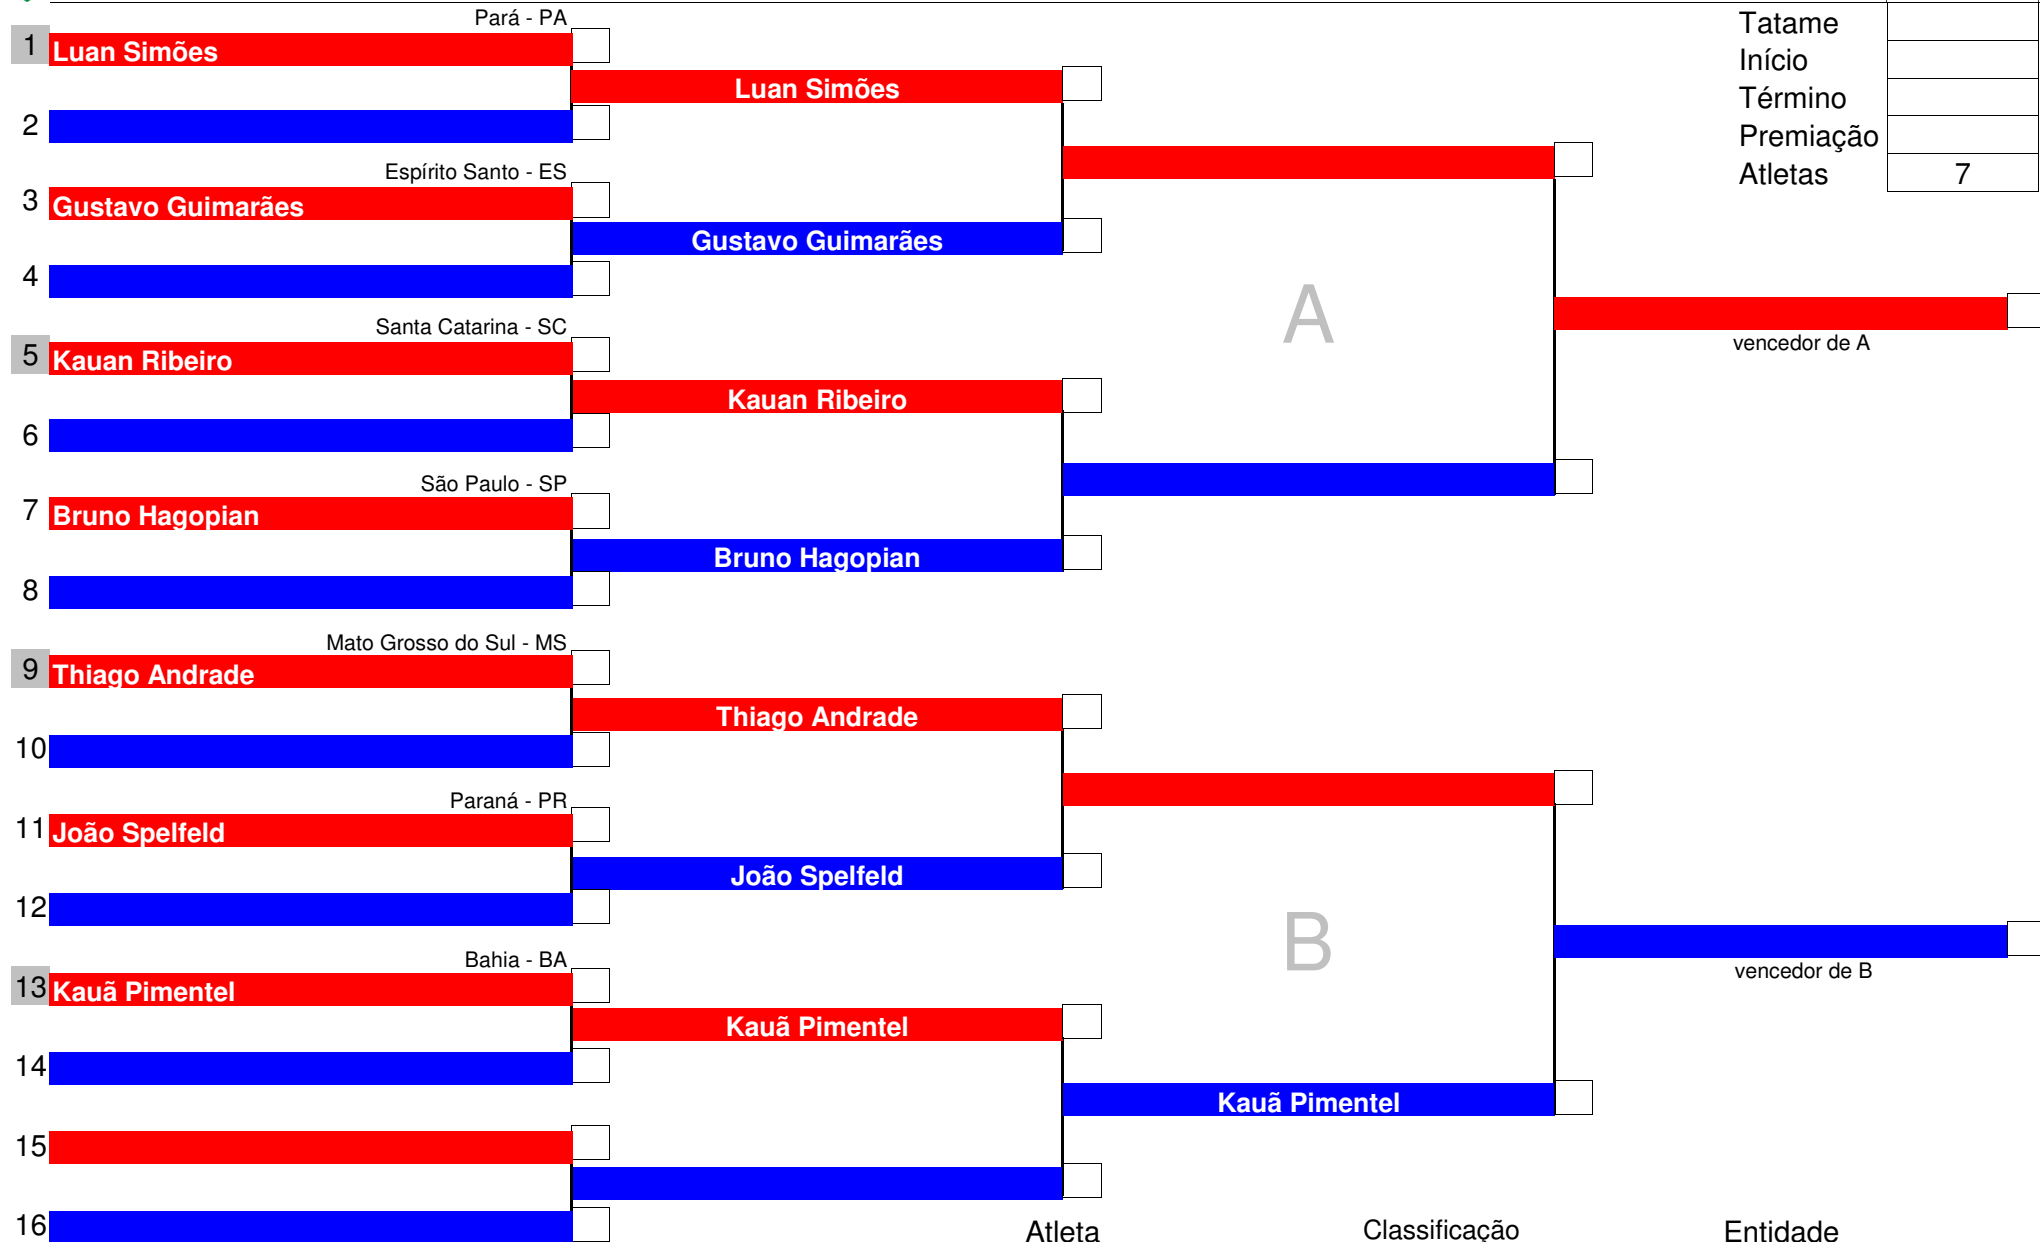 Pará - PA
1 Luan Simões
Luan Simões
2
Espírito Santo - ES
3 Gustavo Guimarães
Gustavo Guimarães
4
A
Santa Catarina - SC
5 Kauan Ribeiro
Kauan Ribeiro
6
São Paulo - SP
7 Bruno Hagopian
Bruno Hagopian
8
vencedor de A
Mato Grosso do Sul - MS
9 Thiago Andrade
Thiago Andrade
10
Paraná - PR
11 João Spelfeld
João Spelfeld
12
B
Bahia - BA
13 Kauã Pimentel
Kauã Pimentel
14
Kauã Pimentel
15
16
vencedor de B
Tatame
Início
Término
Premiação
Atletas 7
Atleta Classificação Entidade